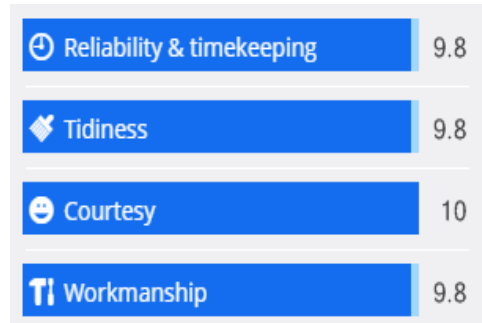 Reliability & timekeeping 9.8
Tidiness 9.8
Courtesy 10
Workmanship 9.8